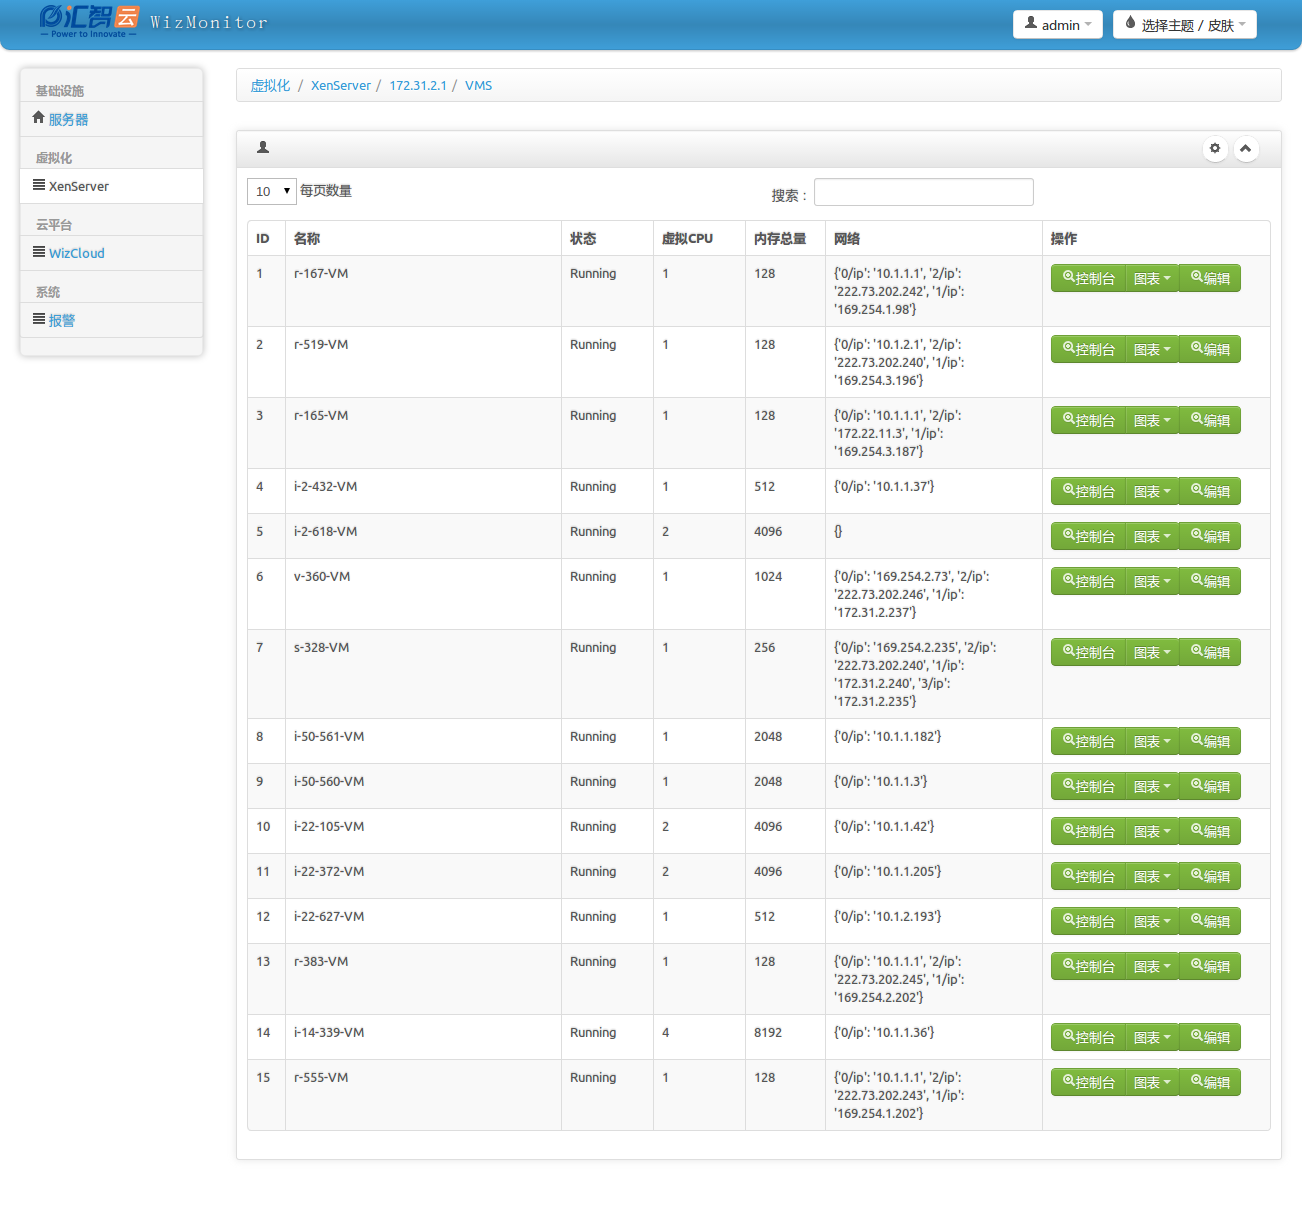 汇智云 WizMonitor
Power to Innovate
admin
选择主题 / 皮肤
基础设施
服务器
虚拟化
XenServer
云平台
WizCloud
系统
报警
虚拟化 / XenServer / 172.31.2.1 / VMS
10 每页数量
搜索：
ID 名称 状态 虚拟CPU 内存总量 网络 操作
1 r-167-VM Running 1 128 {'0/ip': '10.1.1.1', '2/ip': 控制台 图表 编辑
'222.73.202.242', '1/ip':
'169.254.1.98'}
2 r-519-VM Running 1 128 {'0/ip': '10.1.2.1', '2/ip': 控制台 图表 编辑
'222.73.202.240', '1/ip':
'169.254.3.196'}
3 r-165-VM Running 1 128 {'0/ip': '10.1.1.1', '2/ip': 控制台 图表 编辑
'172.22.11.3', '1/ip':
'169.254.3.187'}
4 i-2-432-VM Running 1 512 {'0/ip': '10.1.1.37'} 控制台 图表 编辑
5 i-2-618-VM Running 2 4096 {} 控制台 图表 编辑
6 v-360-VM Running 1 1024 {'0/ip': '169.254.2.73', '2/ip': 控制台 图表 编辑
'222.73.202.246', '1/ip':
'172.31.2.237'}
7 s-328-VM Running 1 256 {'0/ip': '169.254.2.235', '2/ip': 控制台 图表 编辑
'222.73.202.240', '1/ip':
'172.31.2.240', '3/ip':
'172.31.2.235'}
8 i-50-561-VM Running 1 2048 {'0/ip': '10.1.1.182'} 控制台 图表 编辑
9 i-50-560-VM Running 1 2048 {'0/ip': '10.1.1.3'} 控制台 图表 编辑
10 i-22-105-VM Running 2 4096 {'0/ip': '10.1.1.42'} 控制台 图表 编辑
11 i-22-372-VM Running 2 4096 {'0/ip': '10.1.1.205'} 控制台 图表 编辑
12 i-22-627-VM Running 1 512 {'0/ip': '10.1.2.193'} 控制台 图表 编辑
13 r-383-VM Running 1 128 {'0/ip': '10.1.1.1', '2/ip': 控制台 图表 编辑
'222.73.202.245', '1/ip':
'169.254.2.202'}
14 i-14-339-VM Running 4 8192 {'0/ip': '10.1.1.36'} 控制台 图表 编辑
15 r-555-VM Running 1 128 {'0/ip': '10.1.1.1', '2/ip': 控制台 图表 编辑
'222.73.202.243', '1/ip':
'169.254.1.202'}